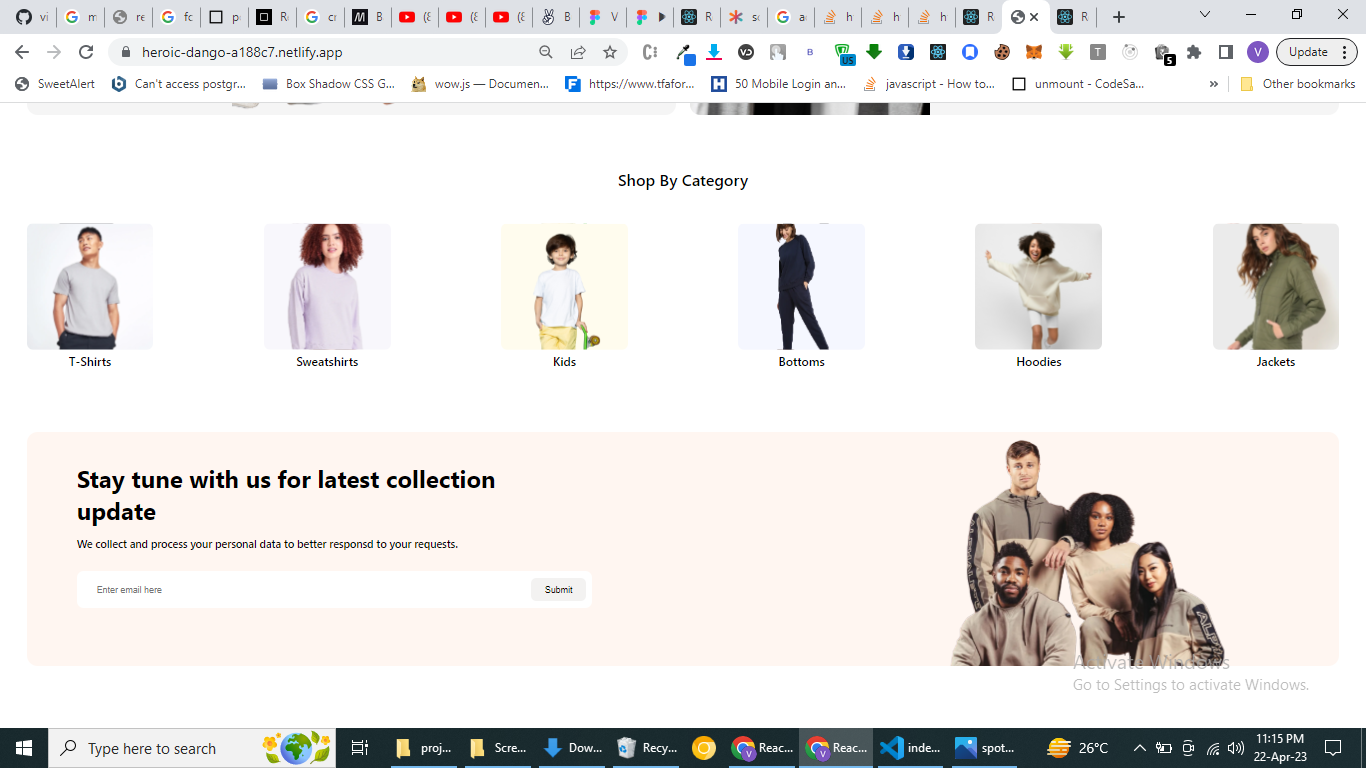 vi
m
re
fc
p
R
cr
B
(8
(8
(8
B
V
R
sc
a
h
h
h
R
R
heroic-dango-a188c7.netlify.app
US
B
T
5
V
Update
SweetAlert
Can't access postgr...
Box Shadow CSS G...
wow.js — Documen...
https://www.tfafor...
50 Mobile Login an...
javascript - How to...
unmount - CodeSa...
»
Other bookmarks
Shop By Category
T-Shirts
Sweatshirts
Kids
Bottoms
Hoodies
Jackets
Stay tune with us for latest collection
update
We collect and process your personal data to better responsd to your requests.
Enter email here
Submit
Activate Windows
Go to Settings to activate Windows.
Type here to search
proj...
Scre...
Dow...
Recy...
Reac...
Reac...
inde...
spot...
26°C
11:15 PM
22-Apr-23